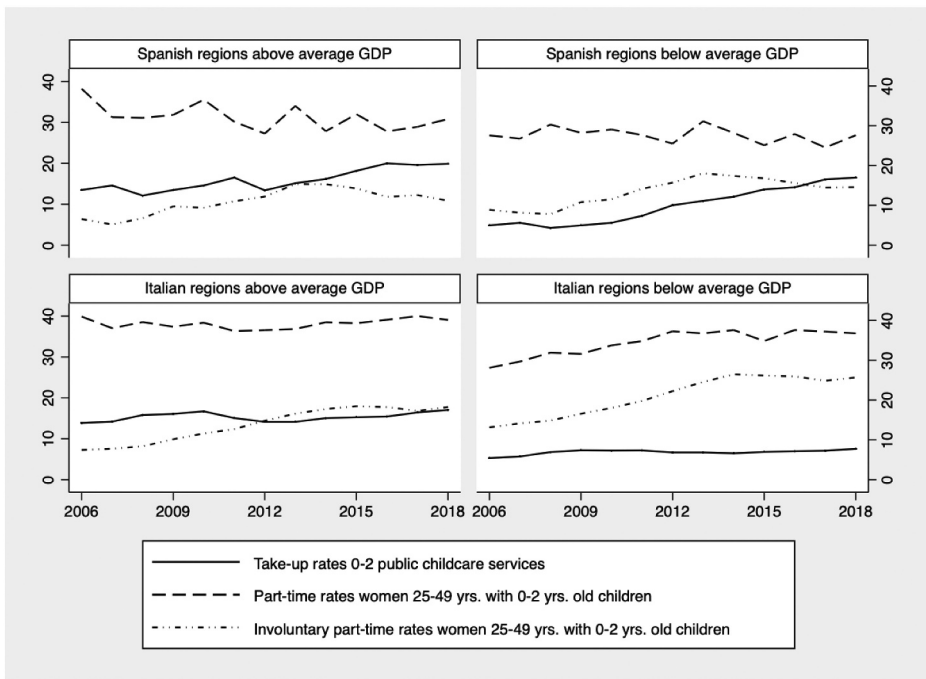 Spanish regions above average GDP
Spanish regions below average GDP
40
30
20
10
0
40
30
20
10
0
Italian regions above average GDP
Italian regions below average GDP
40
30
20
10
0
40
30
20
10
0
2006 2009 2012 2015 2018
2006 2009 2012 2015 2018
Take-up rates 0-2 public childcare services
Part-time rates women 25-49 yrs. with 0-2 yrs. old children
Involuntary part-time rates women 25-49 yrs. with 0-2 yrs. old children